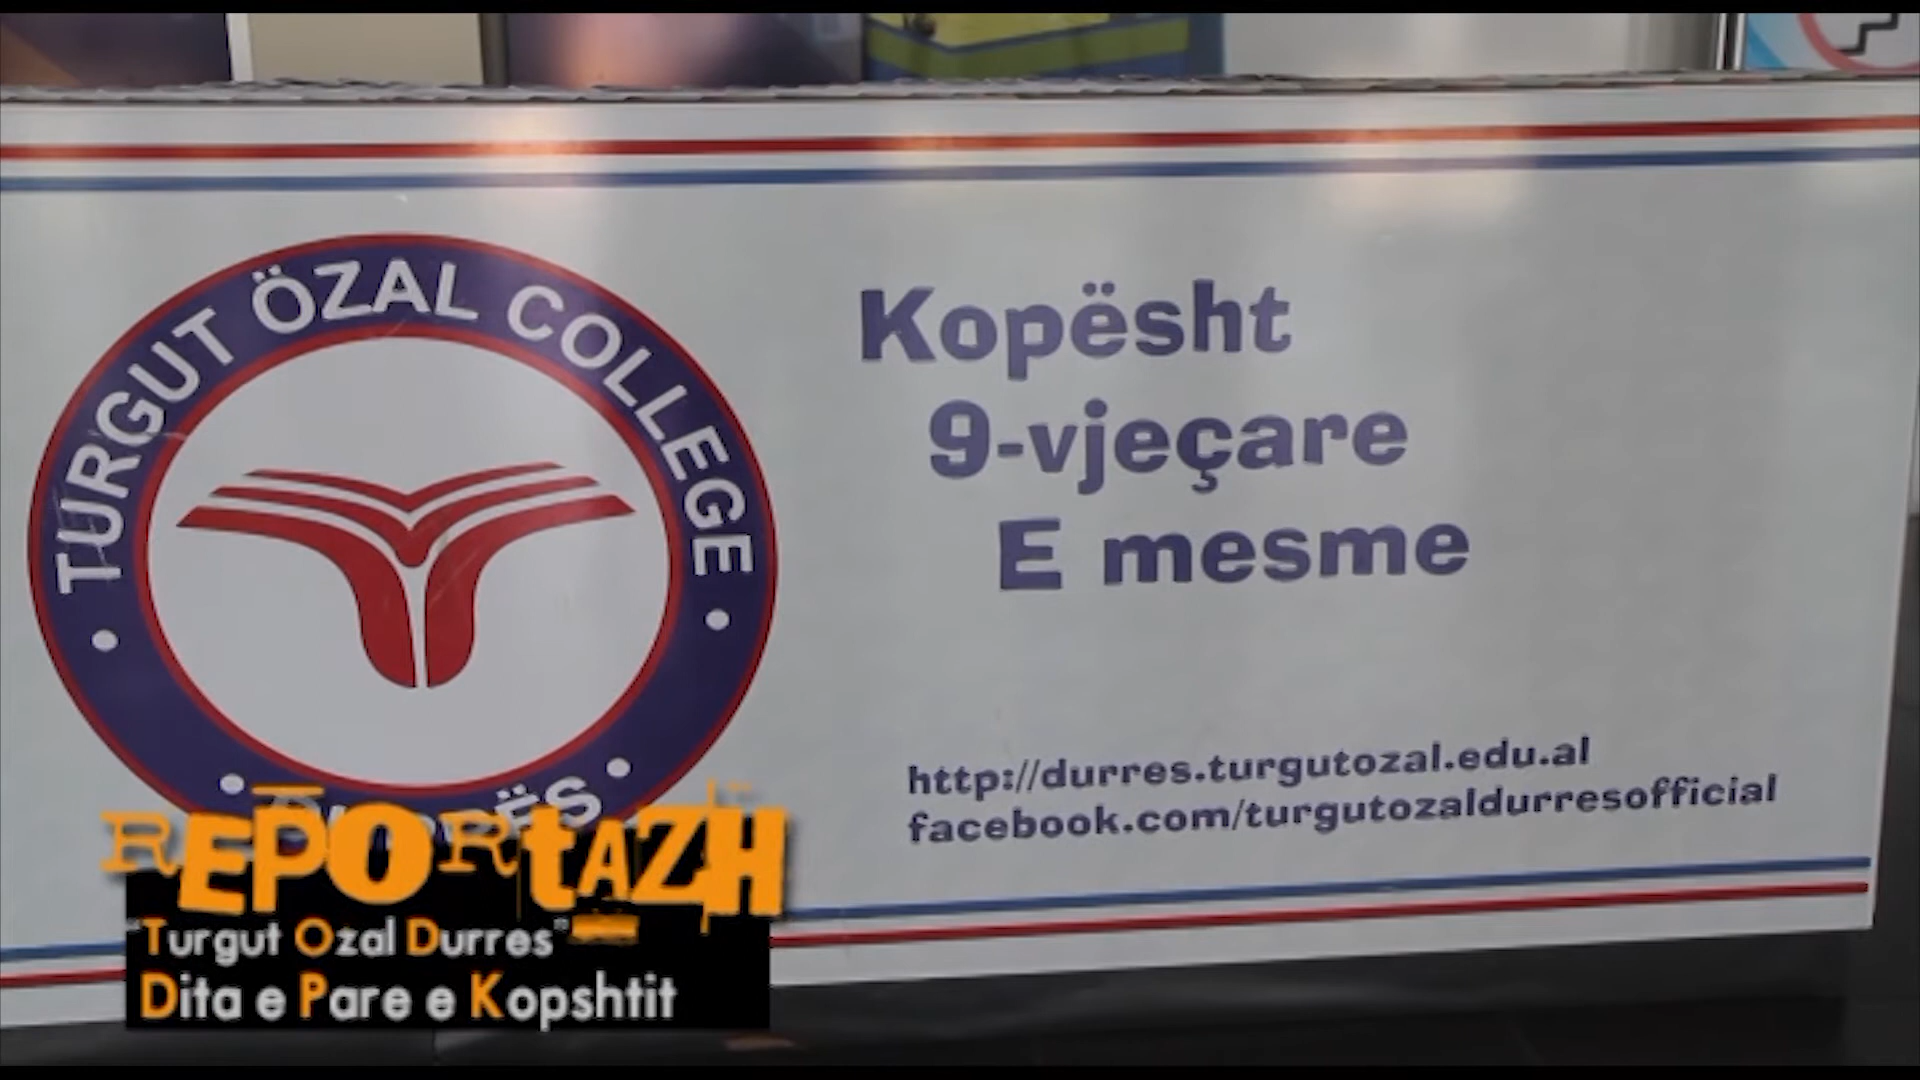 TURGUT ÖZAL COLLEGE
Kopësht
9-vjeçare
E mesme
http://durres.turgutozal.edu.al
facebook.com/turgutozaldurresofficial
REPORTAZH
"Turgut Ozal Durres"
Dita e Pare e Kopshtit